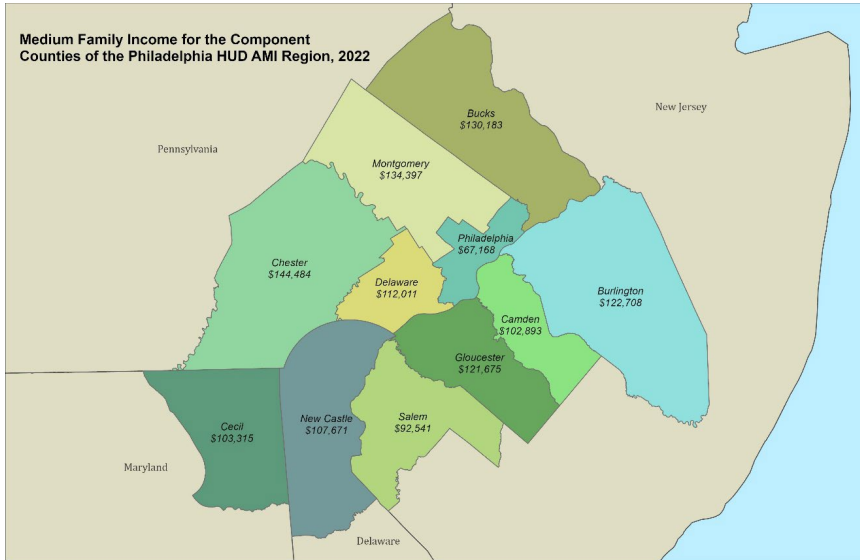 Medium Family Income for the Component
Counties of the Philadelphia HUD AMI Region, 2022
Bucks
$130,183
New Jersey
Pennsylvania
Montgomery
$134,397
Philadelphia
$67,168
Chester
$144,484
Delaware
$112,011
Burlington
$122,708
Camden
$102,893
Gloucester
$121,675
New Castle
$107,671
Salem
$92,541
Cecil
$103,315
Maryland
Delaware